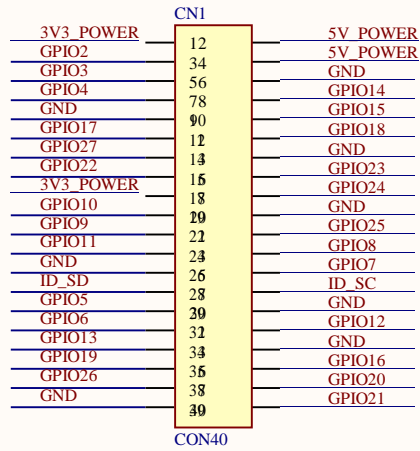 CN1
3V3_POWER 12 5V_POWER
GPIO2 34 5V_POWER
GPIO3 56 GND
GPIO4 78 GPIO14
GND GPIO15
GPIO17 GPIO18
GPIO27 GND
GPIO22 GPIO23
3V3_POWER GPIO24
GPIO10 GND
GPIO9 GPIO25
GPIO11 GPIO8
GND GPIO7
ID_SD ID_SC
GPIO5 GND
GPIO6 GPIO12
GPIO13 GND
GPIO19 GPIO16
GPIO26 GPIO20
GND GPIO21
CON40